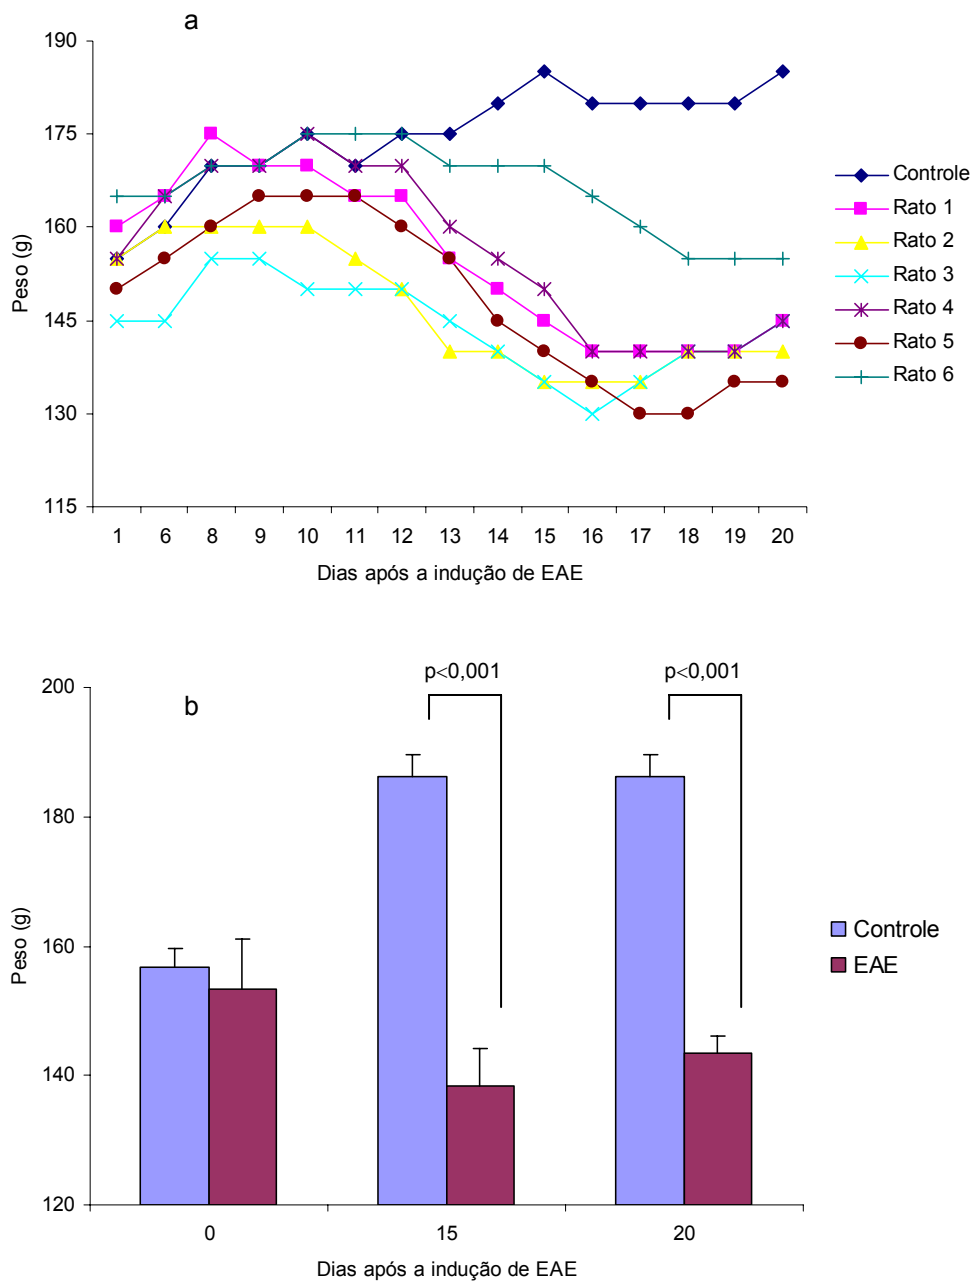 a
190
175
160
145
130
115
Peso (g)
1 6 8 9 10 11 12 13 14 15 16 17 18 19 20
Dias após a indução de EAE
Controle
Rato 1
Rato 2
Rato 3
Rato 4
Rato 5
Rato 6
b
p<0,001
p<0,001
200
180
160
140
120
Peso (g)
0 15 20
Dias após a indução de EAE
Controle
EAE